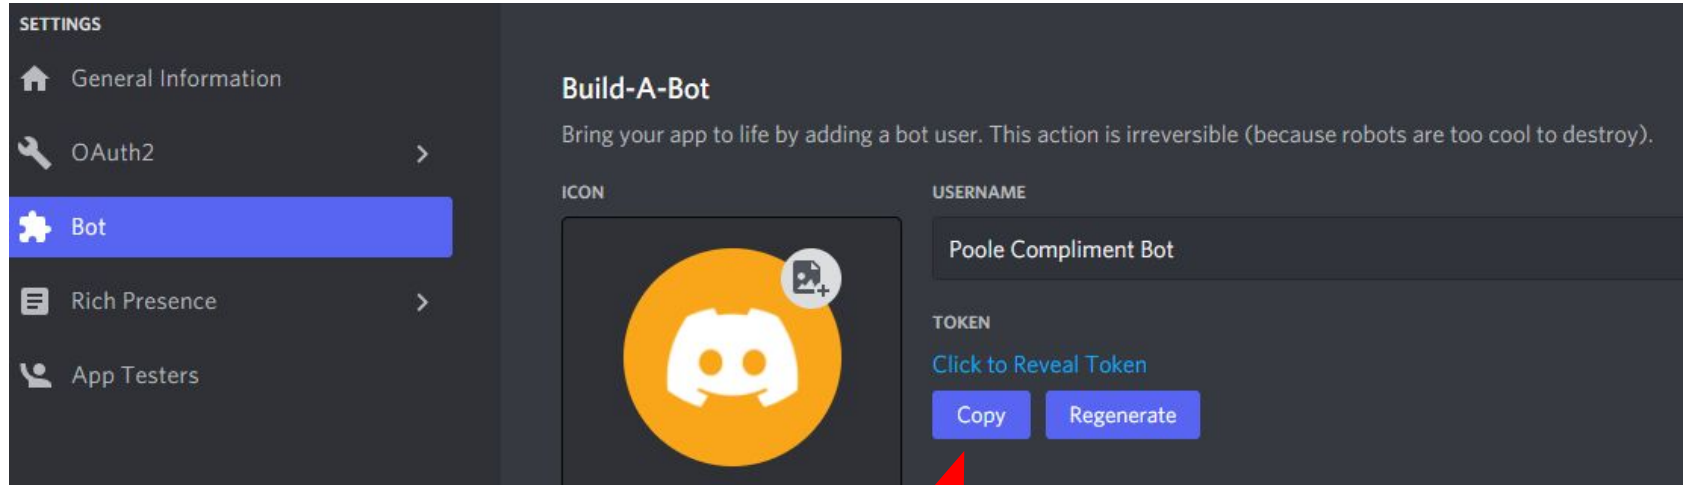 SETTINGS
General Information
OAuth2
Bot
Rich Presence
App Testers
Build-A-Bot
Bring your app to life by adding a bot user. This action is irreversible (because robots are too cool to destroy).
ICON
USERNAME
Poole Compliment Bot
TOKEN
Click to Reveal Token
Copy
Regenerate